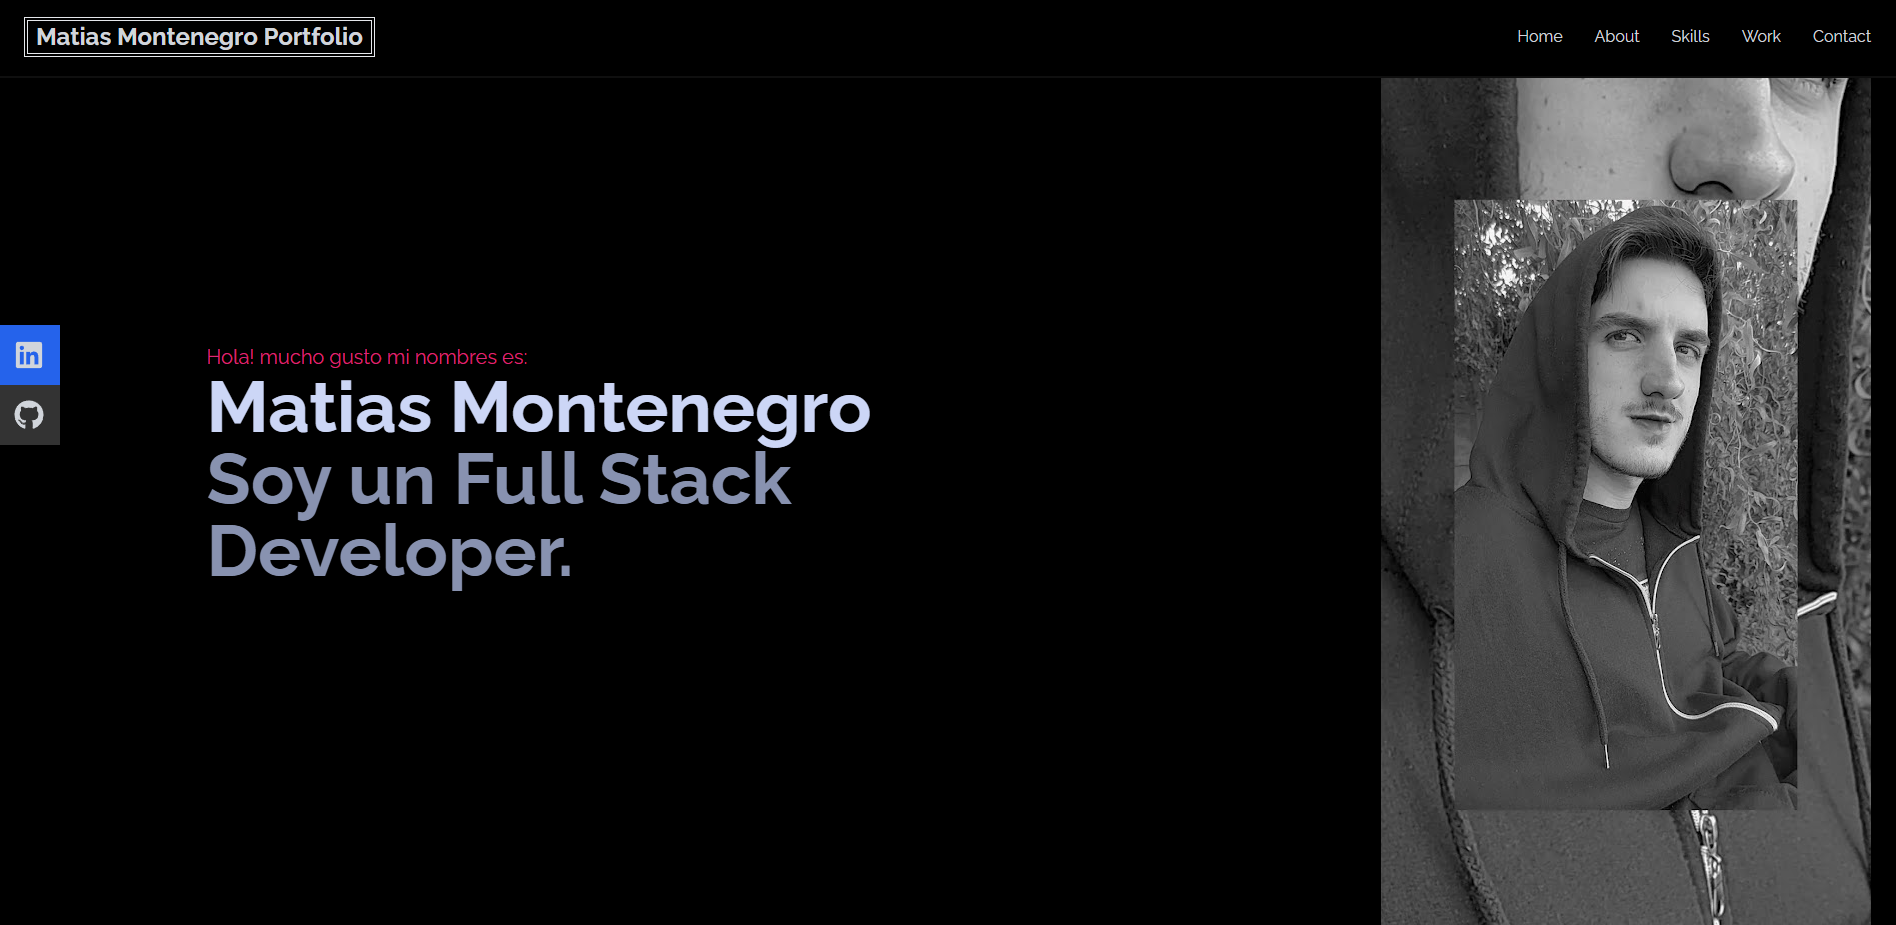 Matias Montenegro Portfolio
Home About Skills Work Contact
in
Hola! mucho gusto mi nombres es:
Matias Montenegro
Soy un Full Stack
Developer.